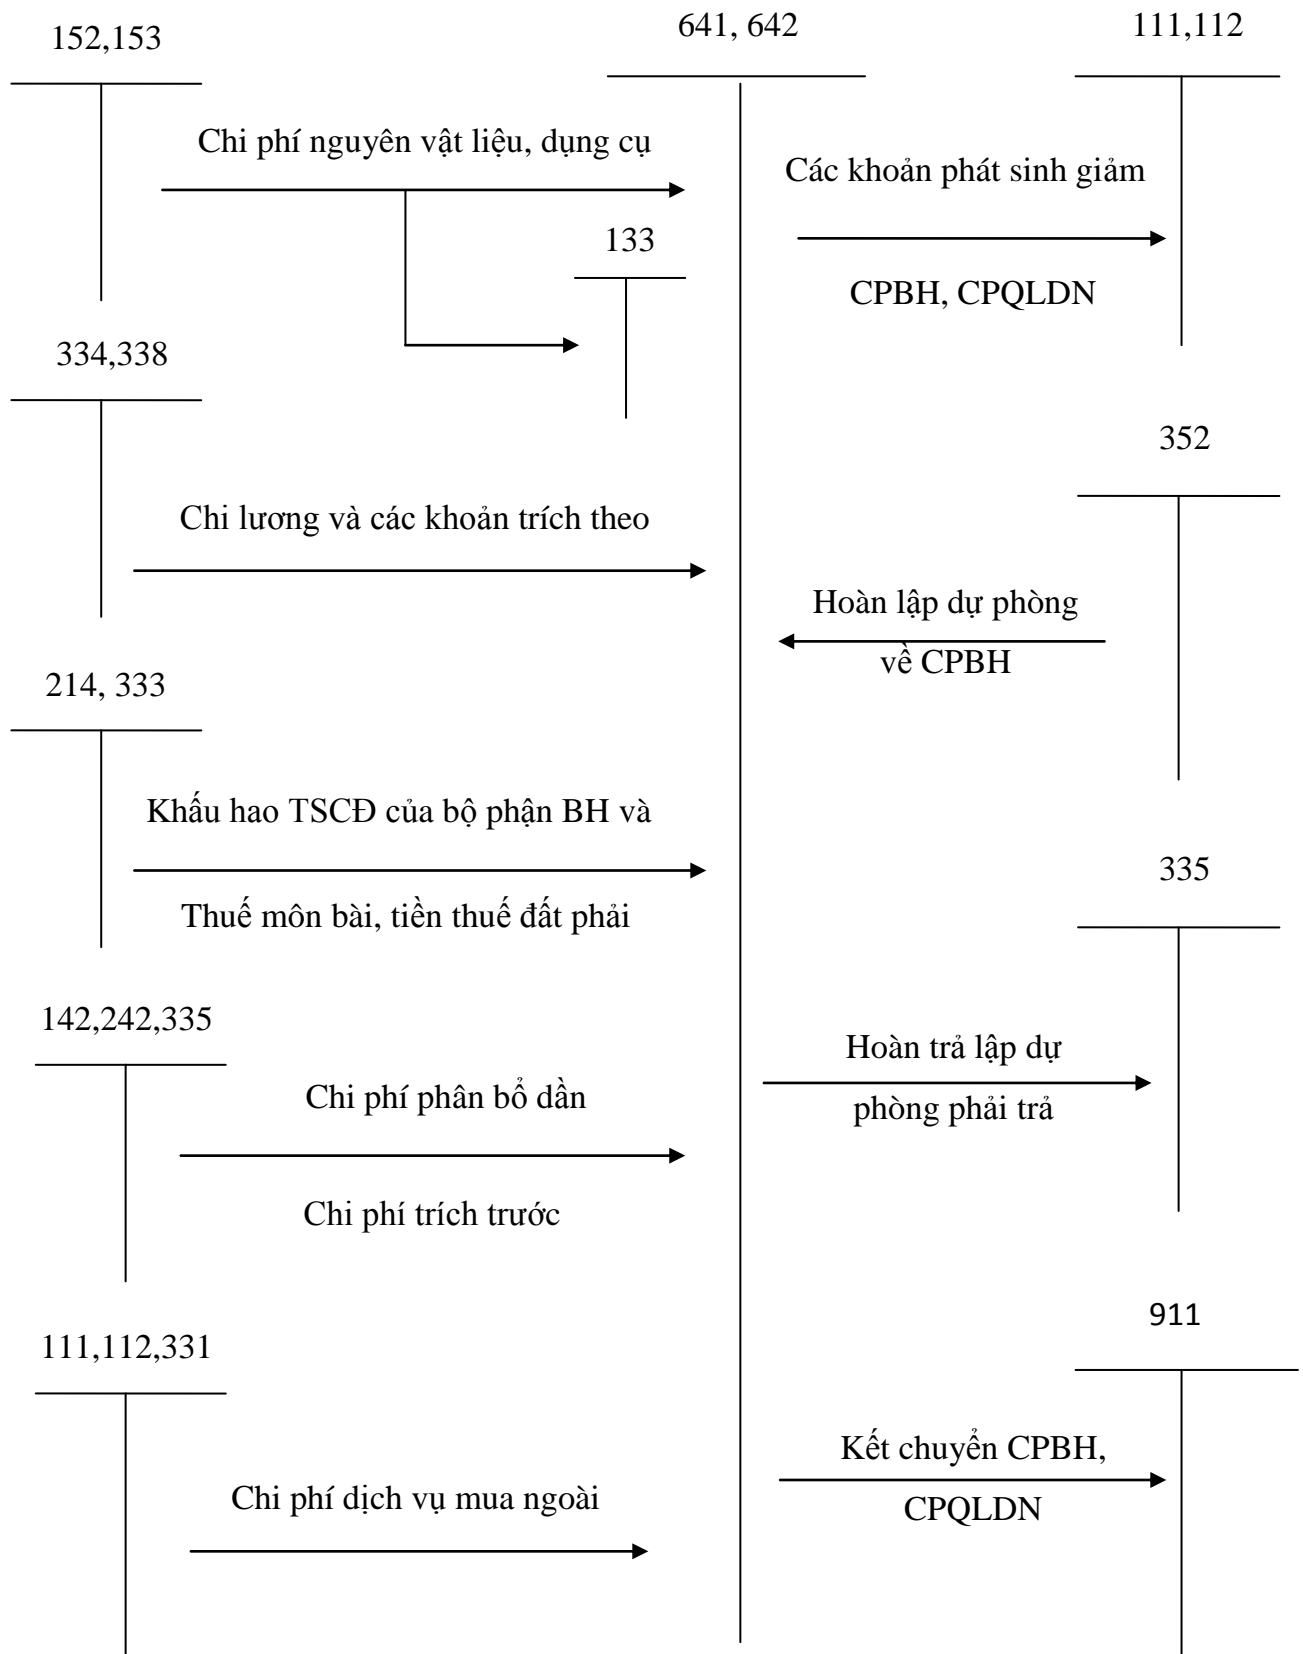 152,153
641, 642
111,112
Chi phí nguyên vật liệu, dụng cụ
Các khoản phát sinh giảm
133
CPBH, CPQLDN
334,338
352
Chi lương và các khoản trích theo
Hoàn lập dự phòng
về CPBH
214, 333
Khấu hao TSCĐ của bộ phận BH và
335
Thuế môn bài, tiền thuế đất phải
142,242,335
Hoàn trả lập dự
Chi phí phân bổ dần
phòng phải trả
Chi phí trích trước
911
111,112,331
Kết chuyển CPBH,
Chi phí dịch vụ mua ngoài
CPQLDN